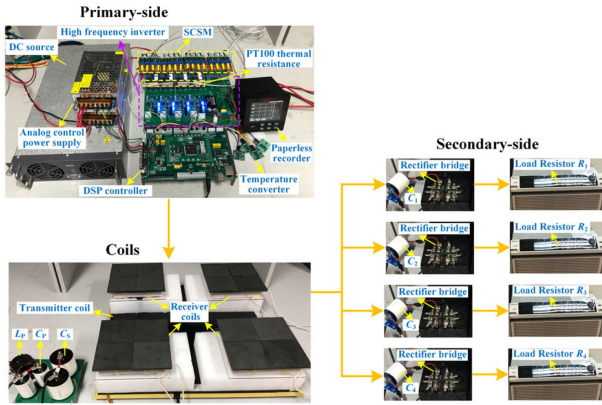 Primary-side
High frequency inverter
SCSM
DC source
PT100 thermal
resistance
Analog control
power supply
Paperless
recorder
DSP controller
Temperature
converter
Coils
Transmitter coil
Receiver
coils
LP
CP
CS
Secondary-side
Rectifier bridge
Load Resistor R1
C1
Rectifier bridge
Load Resistor R2
C2
Rectifier bridge
Load Resistor R3
C3
Rectifier bridge
Load Resistor R4
C4